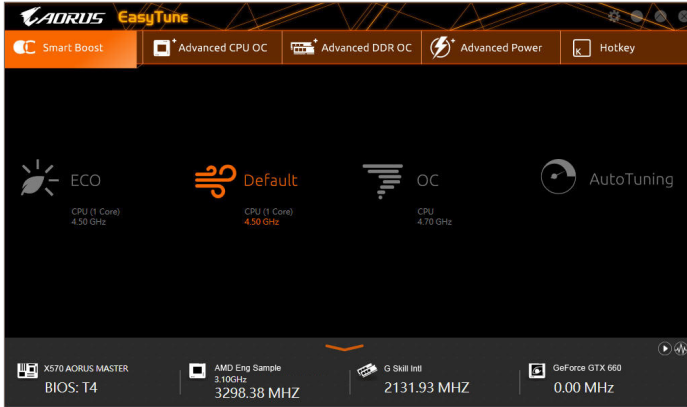 AORUS EasyTune
Smart Boost
Advanced CPU OC
Advanced DDR OC
Advanced Power
K
Hotkey
ECO
CPU (1 Core)
4.50 GHz
Default
CPU (1 Core)
4.50 GHz
OC
CPU
4.70 GHz
AutoTuning
X570 AORUS MASTER
BIOS: T4
AMD Eng Sample
3.10GHz
3298.38 MHZ
G Skill Intl
2131.93 MHZ
GeForce GTX 660
0.00 MHz